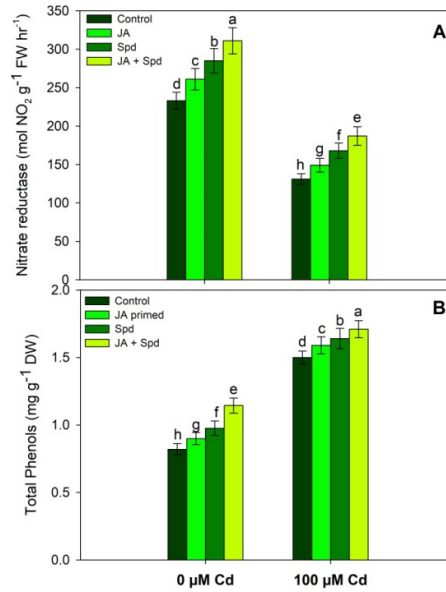 Nitrate reductase (mol NO₂ g⁻¹ FW hr⁻¹)
350
300
250
200
150
100
50
0
Control
JA
Spd
JA + Spd
A
d
c
b
a
h
g
f
e
Total Phenols (mg g⁻¹ DW)
2.0
1.5
1.0
0.5
0.0
Control
JA primed
Spd
JA + Spd
B
h
g
f
e
d
c
b
a
0 µM Cd
100 µM Cd